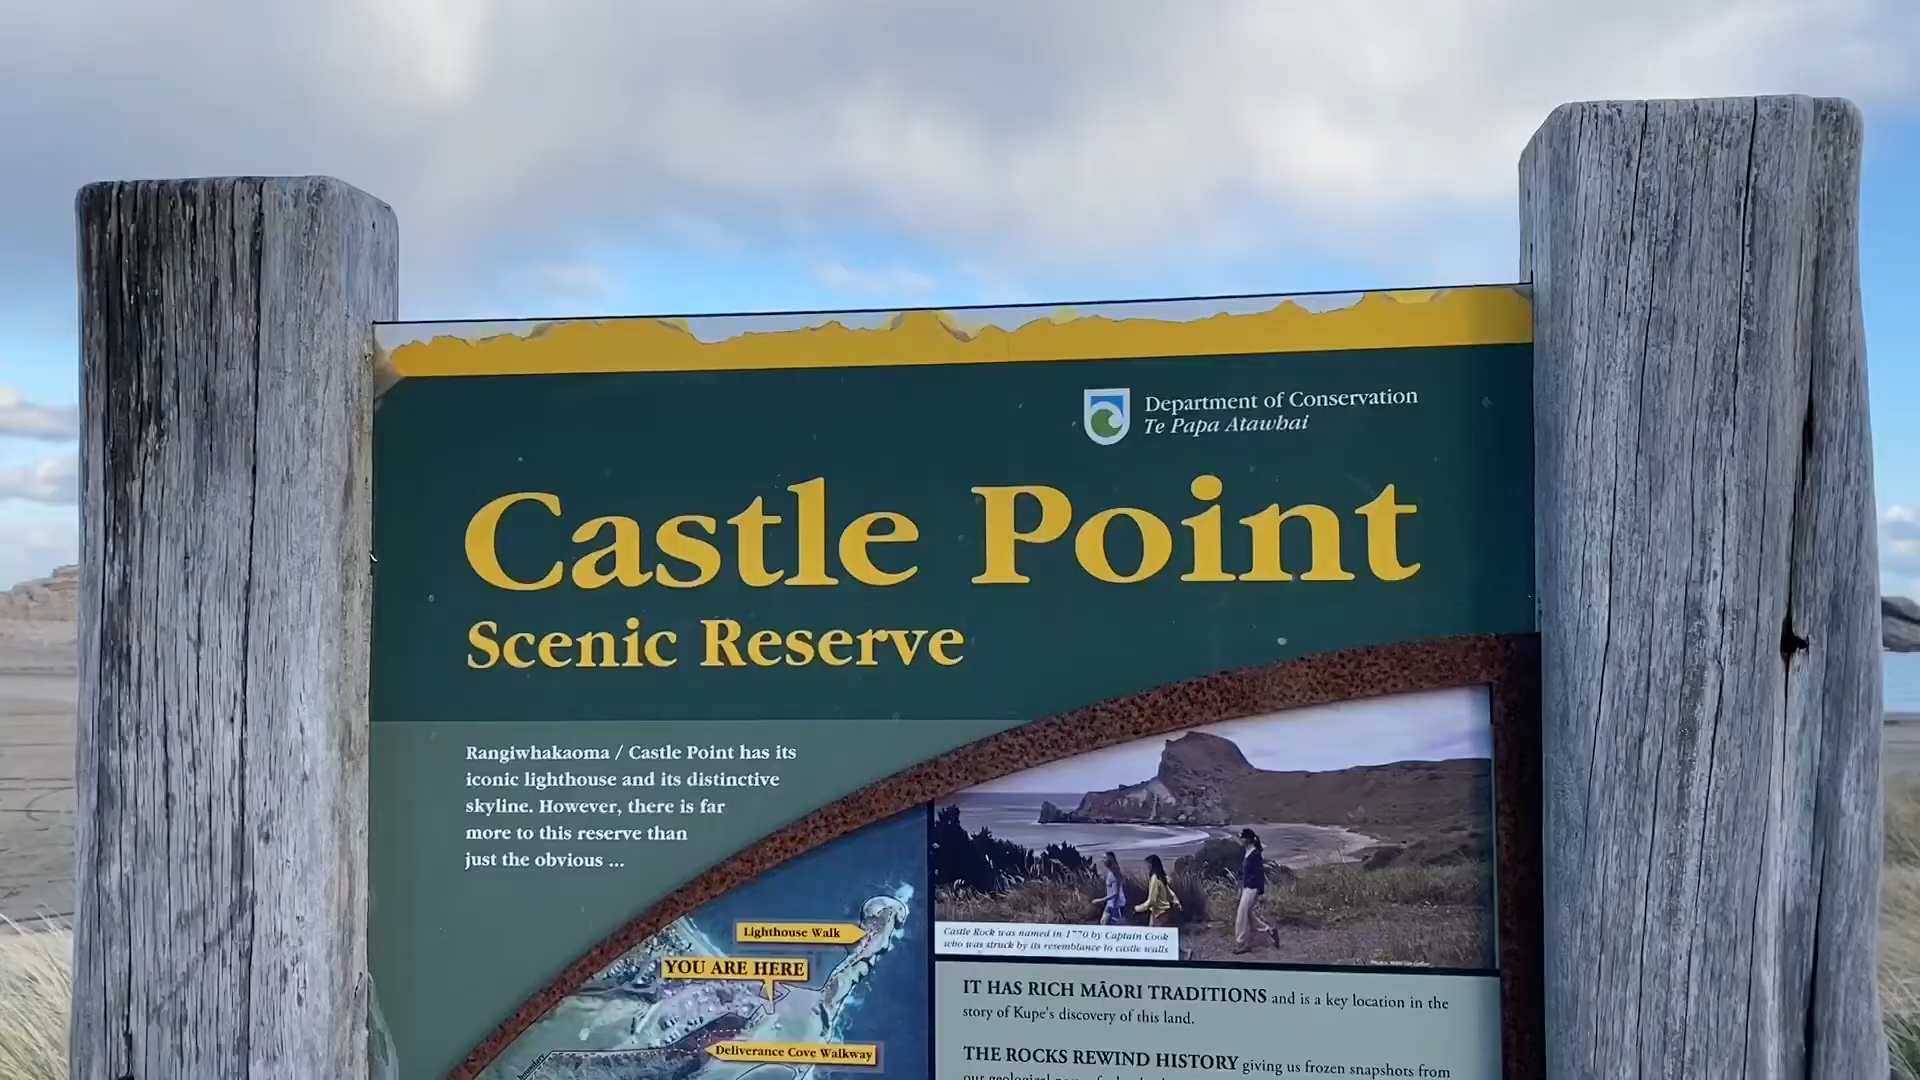 Department of Conservation
Te Papa Atawhai
Castle Point
Scenic Reserve
Rangiwhakaoma / Castle Point has its
iconic lighthouse and its distinctive
skyline. However, there is far
more to this reserve than
just the obvious ...
Castle Rock was named in 1770 by Captain Cook
who was struck by its resemblance to castle walls
Lighthouse Walk
YOU ARE HERE
Deliverance Cove Walkway
boundary
IT HAS RICH MĀORI TRADITIONS and is a key location in the
story of Kupe's discovery of this land.
THE ROCKS REWIND HISTORY giving us frozen snapshots from